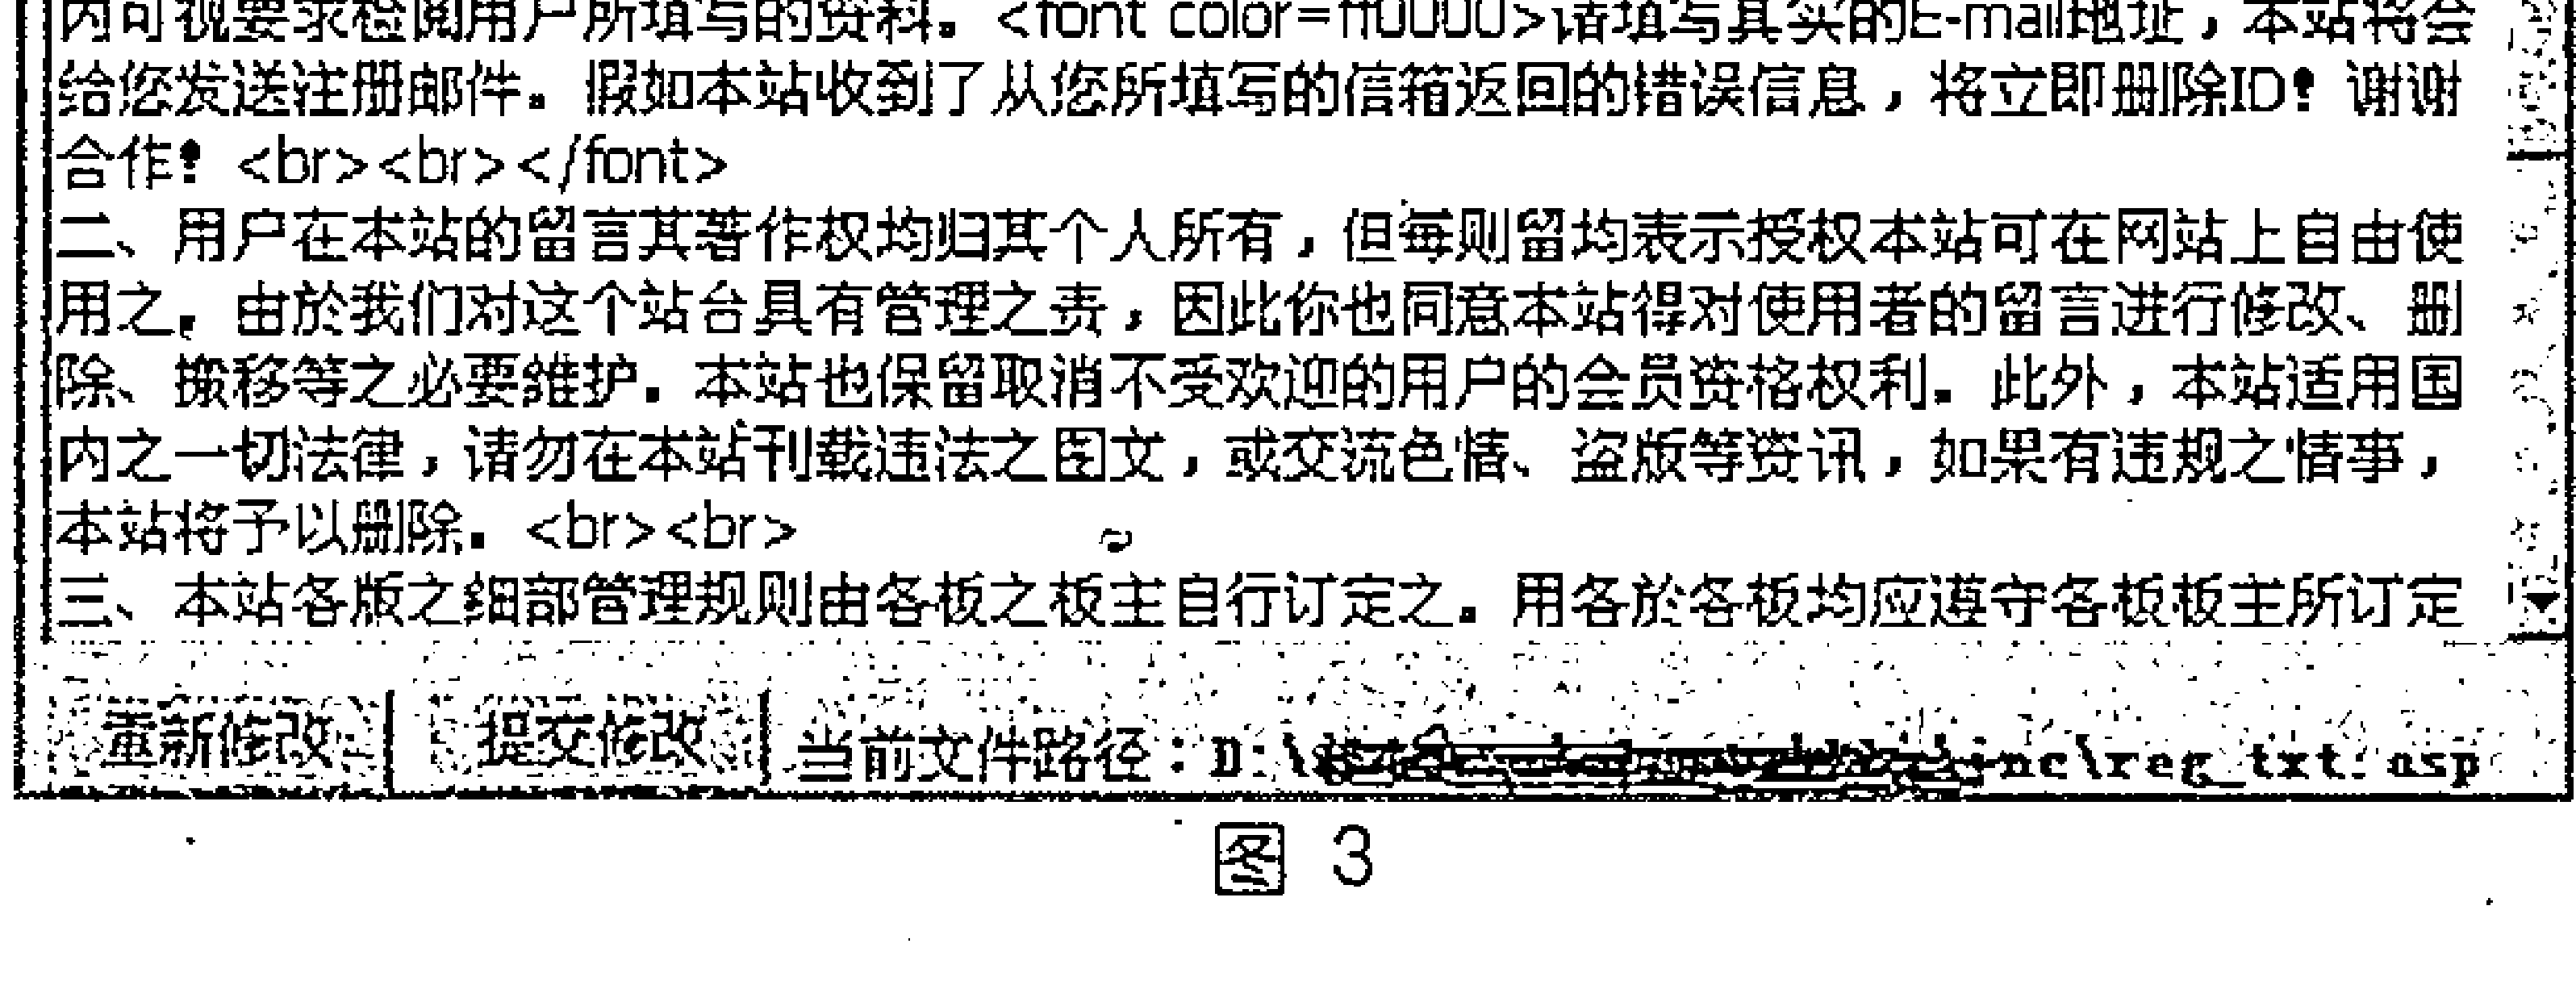 内可视要求检阅用户所填写的资料。<font color=ff0000>请填写真实的E-mail地址，本站将会
给您发送注册邮件。假如本站收到了从您所填写的信箱返回的错误信息，将立即删除ID！谢谢
合作！<br><br></font>
二、用户在本站的留言其著作权均归其个人所有，但每则留均表示授权本站可在网站上自由使
用之。由於我们对这个站台具有管理之责，因此你也同意本站得对使用者的留言进行修改、删
除、搬移等之必要维护。本站也保留取消不受欢迎的用户的会员资格权利。此外，本站适用国
内之一切法律，请勿在本站刊载违法之图文，或交流色情、盗版等资讯，如果有违规之情事，
本站将予以删除。<br><br>
三、本站各版之细部管理规则由各板之板主自行订定之。用各於各板均应遵守各板板主所订定
重新修改 提交修改 当前文件路径：D:\ inc\reg_txt.asp
图 3